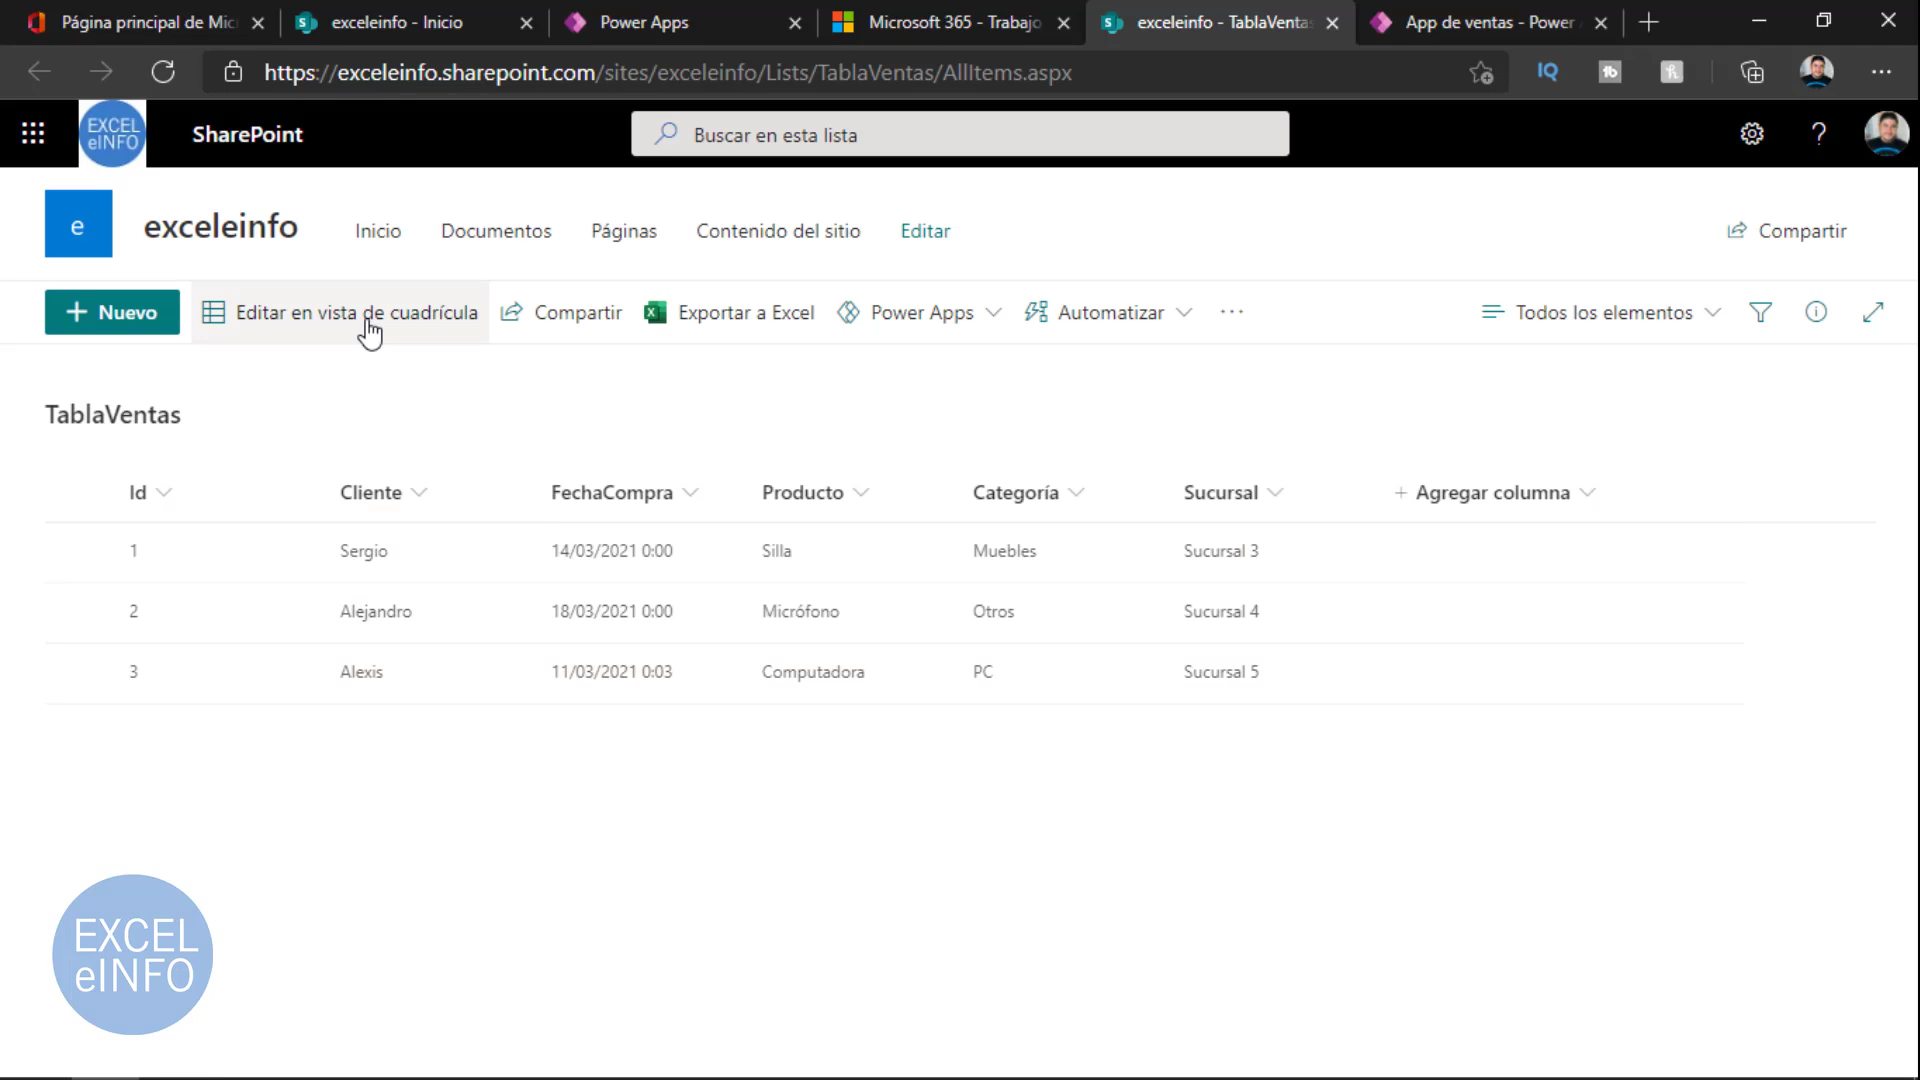 Página principal de Mic
exceleinfo - Inicio
Power Apps
Microsoft 365 - Trabajo
exceleinfo - TablaVentas
App de ventas - Power
https://exceleinfo.sharepoint.com/sites/exceleinfo/Lists/TablaVentas/AllItems.aspx
IQ
EXCEL
eINFO
SharePoint
Buscar en esta lista
?
e
exceleinfo
Inicio
Documentos
Páginas
Contenido del sitio
Editar
Compartir
+ Nuevo
Editar en vista de cuadrícula
Compartir
Exportar a Excel
Power Apps
Automatizar
...
Todos los elementos
TablaVentas
Id Cliente FechaCompra Producto Categoría Sucursal + Agregar columna
1 Sergio 14/03/2021 0:00 Silla Muebles Sucursal 3
2 Alejandro 18/03/2021 0:00 Micrófono Otros Sucursal 4
3 Alexis 11/03/2021 0:03 Computadora PC Sucursal 5
EXCEL
eINFO